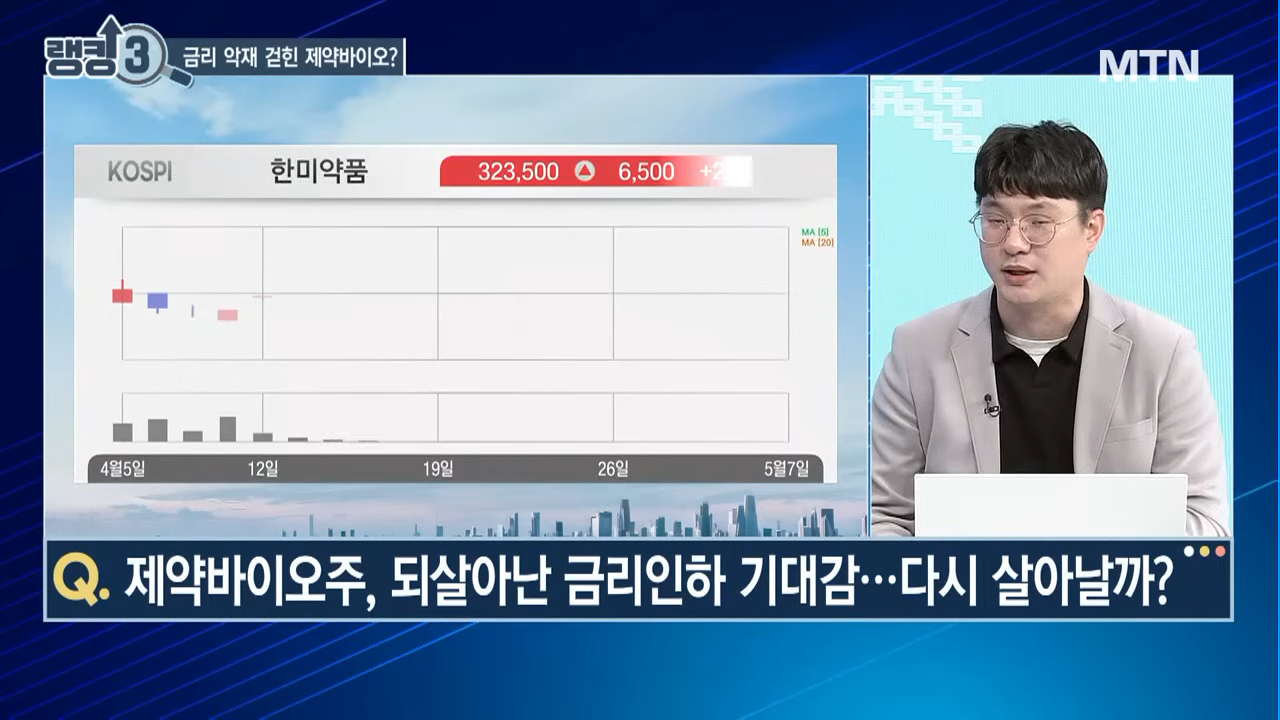 랭킹3 금리 악재 걷힌 제약바이오?
MTN
KOSPI 한미약품 323,500 ▲ 6,500 +2
MA [5]
MA [20]
4월5일 12일 19일 26일 5월7일
Q. 제약바이오주, 되살아난 금리인하 기대감…다시 살아날까?